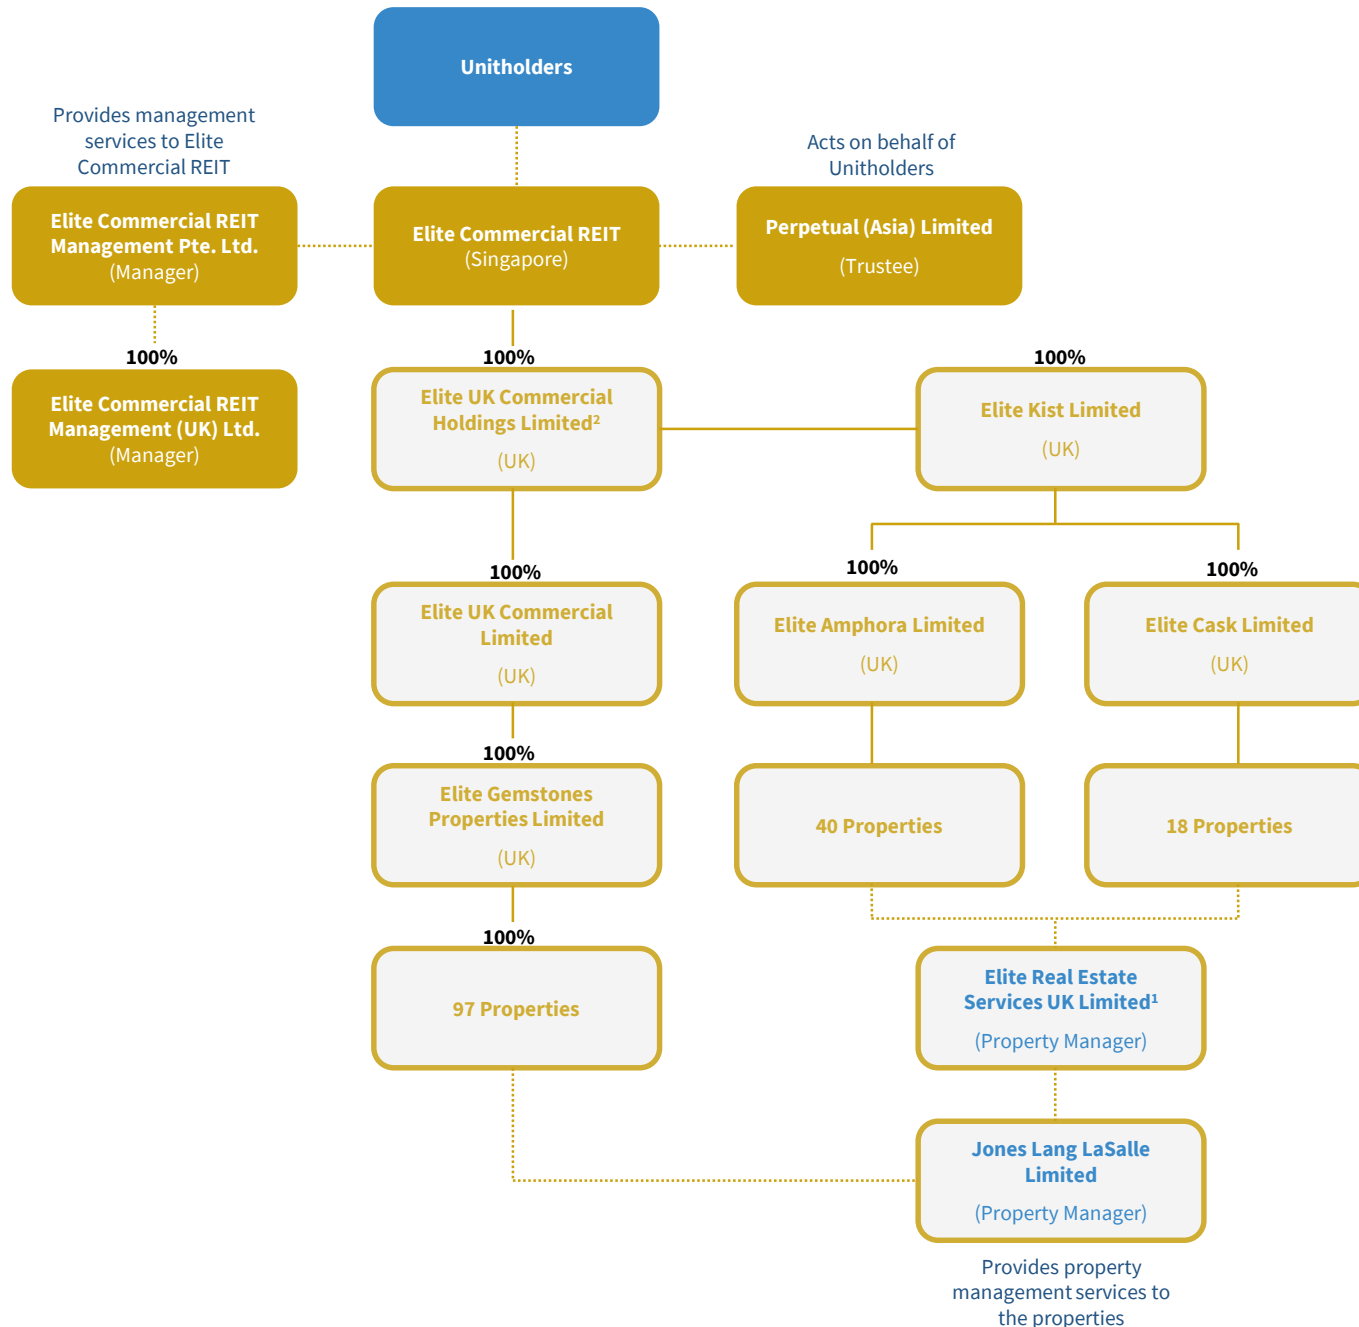 Unitholders
Provides management
services to Elite
Commercial REIT
Acts on behalf of
Unitholders
Elite Commercial REIT
Management Pte. Ltd.
(Manager)
Elite Commercial REIT
(Singapore)
Perpetual (Asia) Limited
(Trustee)
100%
100%
100%
Elite Commercial REIT
Management (UK) Ltd.
(Manager)
Elite UK Commercial
Holdings Limited²
(UK)
Elite Kist Limited
(UK)
100%
100%
100%
Elite UK Commercial
Limited
(UK)
Elite Amphora Limited
(UK)
Elite Cask Limited
(UK)
100%
Elite Gemstones
Properties Limited
(UK)
40 Properties
18 Properties
100%
97 Properties
Elite Real Estate
Services UK Limited¹
(Property Manager)
Jones Lang LaSalle
Limited
(Property Manager)
Provides property
management services to
the properties